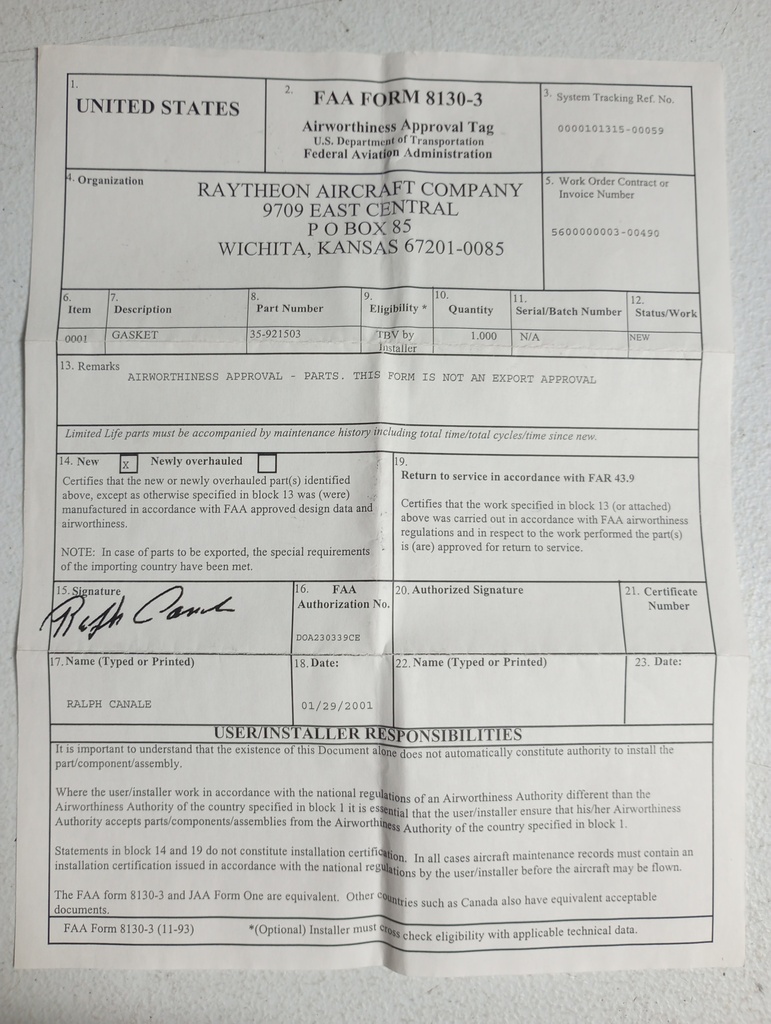 1.
UNITED STATES
2.
FAA FORM 8130-3
Airworthiness Approval Tag
U.S. Department of Transportation
Federal Aviation Administration
3. System Tracking Ref. No.
0000101315-00059
4. Organization
RAYTHEON AIRCRAFT COMPANY
9709 EAST CENTRAL
P O BOX 85
WICHITA, KANSAS 67201-0085
5. Work Order Contract or
Invoice Number
5600000003-00490
6.
Item
7.
Description
8.
Part Number
9.
Eligibility *
10.
Quantity
11.
Serial/Batch Number
12.
Status/Work
0001
GASKET
35-921503
TBV by
Installer
1.000
N/A
NEW
13. Remarks
AIRWORTHINESS APPROVAL - PARTS. THIS FORM IS NOT AN EXPORT APPROVAL
Limited Life parts must be accompanied by maintenance history including total time/total cycles/time since new.
14. New X Newly overhauled
Certifies that the new or newly overhauled part(s) identified
above, except as otherwise specified in block 13 was (were)
manufactured in accordance with FAA approved design data and
airworthiness.
NOTE: In case of parts to be exported, the special requirements
of the importing country have been met.
19.
Return to service in accordance with FAR 43.9
Certifies that the work specified in block 13 (or attached)
above was carried out in accordance with FAA airworthiness
regulations and in respect to the work performed the part(s)
is (are) approved for return to service.
15. Signature
Ralph Canale
16. FAA
Authorization No.
DOA230339CE
20. Authorized Signature
21. Certificate
Number
17. Name (Typed or Printed)
RALPH CANALE
18. Date:
01/29/2001
22. Name (Typed or Printed)
23. Date:
USER/INSTALLER RESPONSIBILITIES
It is important to understand that the existence of this Document alone does not automatically constitute authority to install the
part/component/assembly.
Where the user/installer work in accordance with the national regulations of an Airworthiness Authority different than the
Airworthiness Authority of the country specified in block 1 it is essential that the user/installer ensure that his/her Airworthiness
Authority accepts parts/components/assemblies from the Airworthiness Authority of the country specified in block 1.
Statements in block 14 and 19 do not constitute installation certification. In all cases aircraft maintenance records must contain an
installation certification issued in accordance with the national regulations by the user/installer before the aircraft may be flown.
The FAA form 8130-3 and JAA Form One are equivalent. Other countries such as Canada also have equivalent acceptable
documents.
FAA Form 8130-3 (11-93)
*(Optional) Installer must cross check eligibility with applicable technical data.